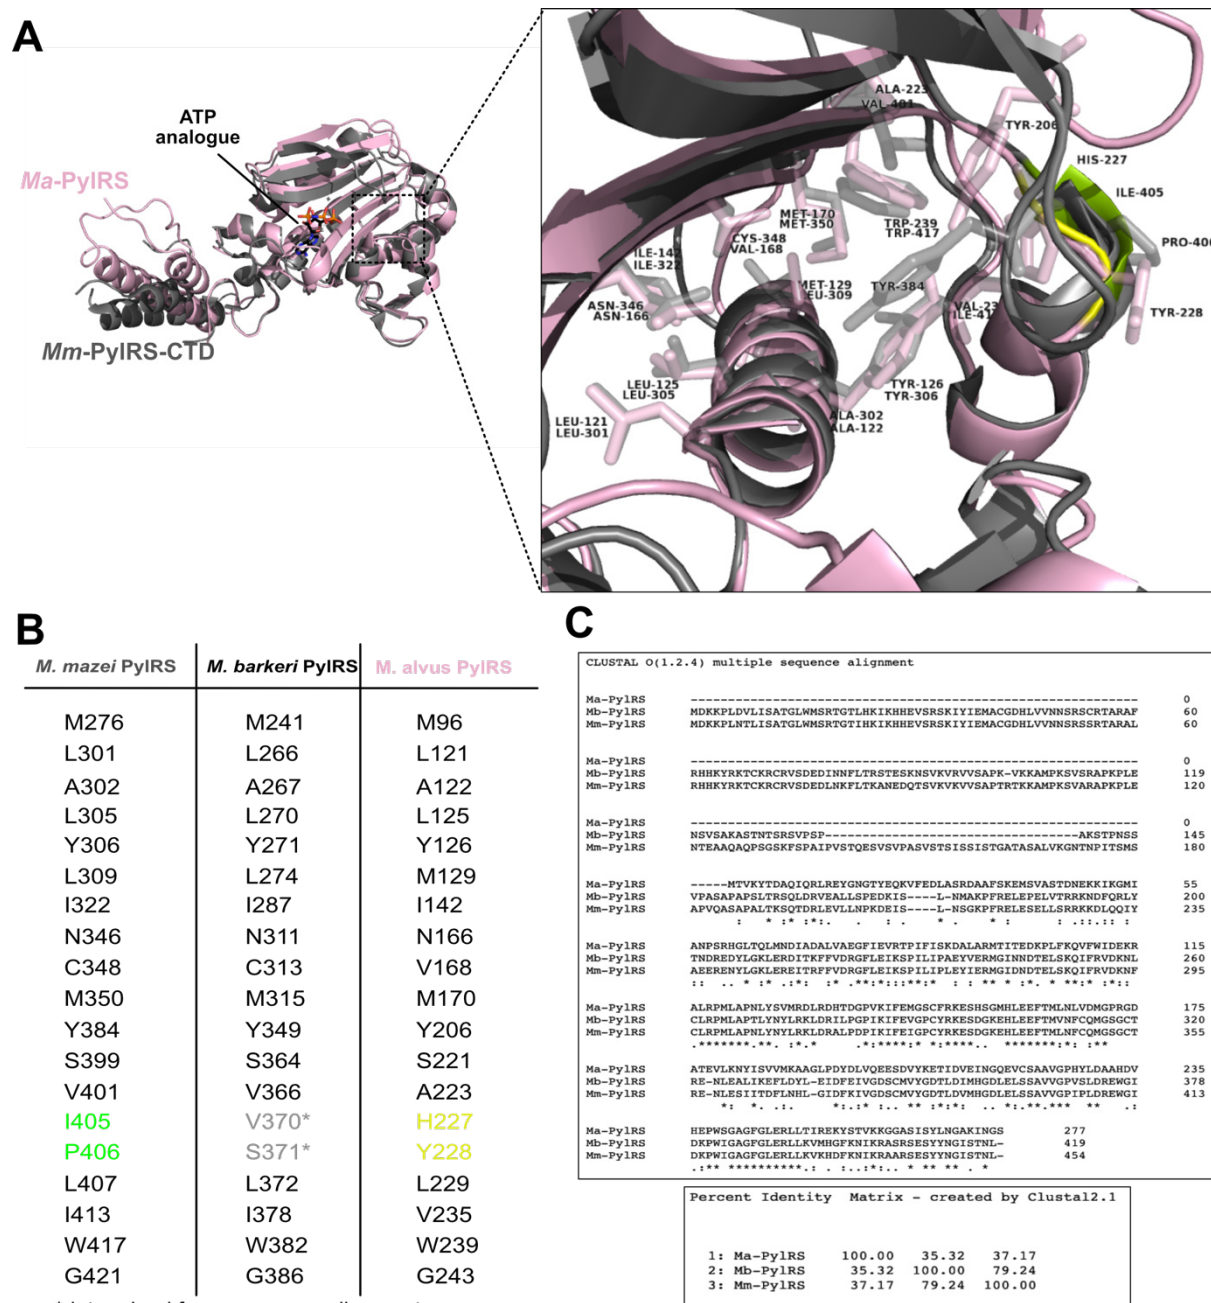 A
ATP
analogue
Ma-PylRS
Mm-PylRS-CTD
ALA-223
VAL-401
TYR-206
HIS-227
ILE-405
MET-170
MET-350
TRP-239
TRP-417
PRO-406
CYS-348
VAL-168
ILE-142
ILE-322
MET-129
LEU-309
TYR-384
ASN-346
ASN-166
TYR-228
LEU-125
LEU-305
TYR-126
TYR-306
LEU-121
LEU-301
ALA-302
ALA-122
B
M. mazei PylRS M. barkeri PylRS M. alvus PylRS
M276 M241 M96
L301 L266 L121
A302 A267 A122
L305 L270 L125
Y306 Y271 Y126
L309 L274 M129
I322 I287 I142
N346 N311 N166
C348 C313 V168
M350 M315 M170
Y384 Y349 Y206
S399 S364 S221
V401 V366 A223
I405 V370* H227
P406 S371* Y228
L407 L372 L229
I413 I378 V235
W417 W382 W239
G421 G386 G243
C
CLUSTAL O(1.2.4) multiple sequence alignment
Ma-PylRS ------------------------------------------------------------ 0
Mb-PylRS MDKKPLDVLISATGLWMSRTGTLHKIKHHEVSRSKIYIEMACGDHLVVNNSRSCRTARAF 60
Mm-PylRS MDKKPLNTLISATGLWMSRTGTIHKIKHHEVSRSKIYIEMACGDHLVVNNSRSSRTARAL 60
Ma-PylRS ------------------------------------------------------------ 0
Mb-PylRS RHHKYRKTCKRCRVSDEDINNFLTRSTESKNSVKVRVVSAPK-VKKAMPKSVSRAPKPLE 119
Mm-PylRS RHHKYRKTCKRCRVSDEDLNKFLTKANEDQTSVKVKVVSAPTRTKKAMPKSVARAPKPLE 120
Ma-PylRS ------------------------------------------------------------ 0
Mb-PylRS NSVSAKASTNTSRSVPSP----------------------------------AKSTPNSS 145
Mm-PylRS NTEAAQAQPSGSKFSPAIPVSTQESVSVPASVSTSISSISTGATASALVKGNTNPITSMS 180
Ma-PylRS -----MTVKYTDAQIQRLREYGNGTYEQKVFEDLASRDAAFSKEMSVASTDNEKKIKGMI 55
Mb-PylRS VPASAPAPSLTRSQLDRVEALLSPEDKIS----L-NMAKPFRELEPELVTRRKNDFQRLY 200
Mm-PylRS APVQASAPALTKSQTDRLEVLLNPKDEIS----L-NSGKPFRELESELLSRRKKDLQQIY 235
Ma-PylRS ANPSRHGLTQLMNDIADALVAEGFIEVRTPIFISKDALARMTITEDKPLFKQVFWIDEKR 115
Mb-PylRS TNDREDYLGKLERDITKFFVDRGFLEIKSPILIPAEYVERMGINNDTELSKQIFRVDKNL 260
Mm-PylRS AEERENYLGKLEREITRFFVDRGFLEIKSPILIPLEYIERMGIDNDTELSKQIFRVDKNF 295
Ma-PylRS ALRPMLAPNLYSVMRDLRDHTDGPVKIFEMGSCFRKESHSGMHLEEFTMLNLVDMGPRGD 175
Mb-PylRS CLRPMLAPTLYNYLRKLDRILPGPIKIFEVGPCYRKESDGKEHLEEFTMVNFCQMGSGCT 320
Mm-PylRS CLRPMLAPNLYNYLRKLDRALPDPIKIFEIGPCYRKESDGKEHLEEFTMLNFCQMGSGCT 355
Ma-PylRS ATEVLKNYISVVMKAAGLPDYDLVQEESDVYKETIDVEINGQEVCSAAVGPHYLDAAHDV 235
Mb-PylRS RE-NLEALIKEFLDYL-EIDFEIVGDSCMVYGDTLDIMHGDLELSSAVVGPVSLDREWGI 378
Mm-PylRS RE-NLESIITDFLNHL-GIDFKIVGDSCMVYGDTLDVMHGDLELSSAVVGPIPLDREWGI 413
Ma-PylRS HEPWSGAGFGLERLLTIREKYSTVKKGGASISYLNGAKINGS 277
Mb-PylRS DKPWIGAGFGLERLLKVMHGFKNIKRASRSESYYNGISTNL- 419
Mm-PylRS DKPWIGAGFGLERLLKVKHDFKNIKRAARSESYYNGISTNL- 454
Percent Identity Matrix - created by Clustal2.1
1: Ma-PylRS 100.00 35.32 37.17
2: Mb-PylRS 35.32 100.00 79.24
3: Mm-PylRS 37.17 79.24 100.00